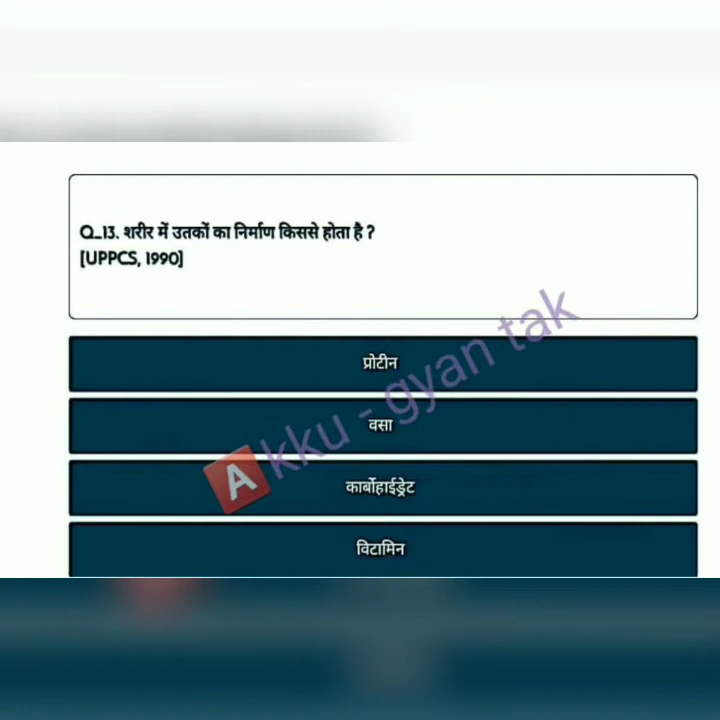 Q_13. शरीर में उतकों का निर्माण किससे होता है ?
[UPPCS, 1990]
प्रोटीन
वसा
कार्बोहाईड्रेट
विटामिन
Akku - gyan tak